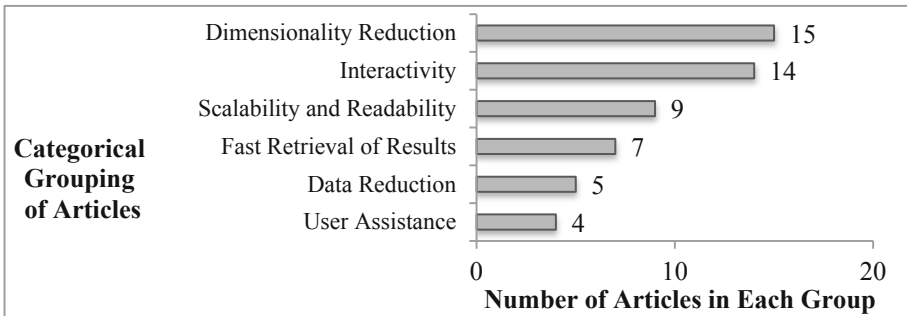 Dimensionality Reduction 15
Interactivity 14
Scalability and Readability 9
Categorical
Grouping
of Articles
Fast Retrieval of Results 7
Data Reduction 5
User Assistance 4
0 10 20
Number of Articles in Each Group